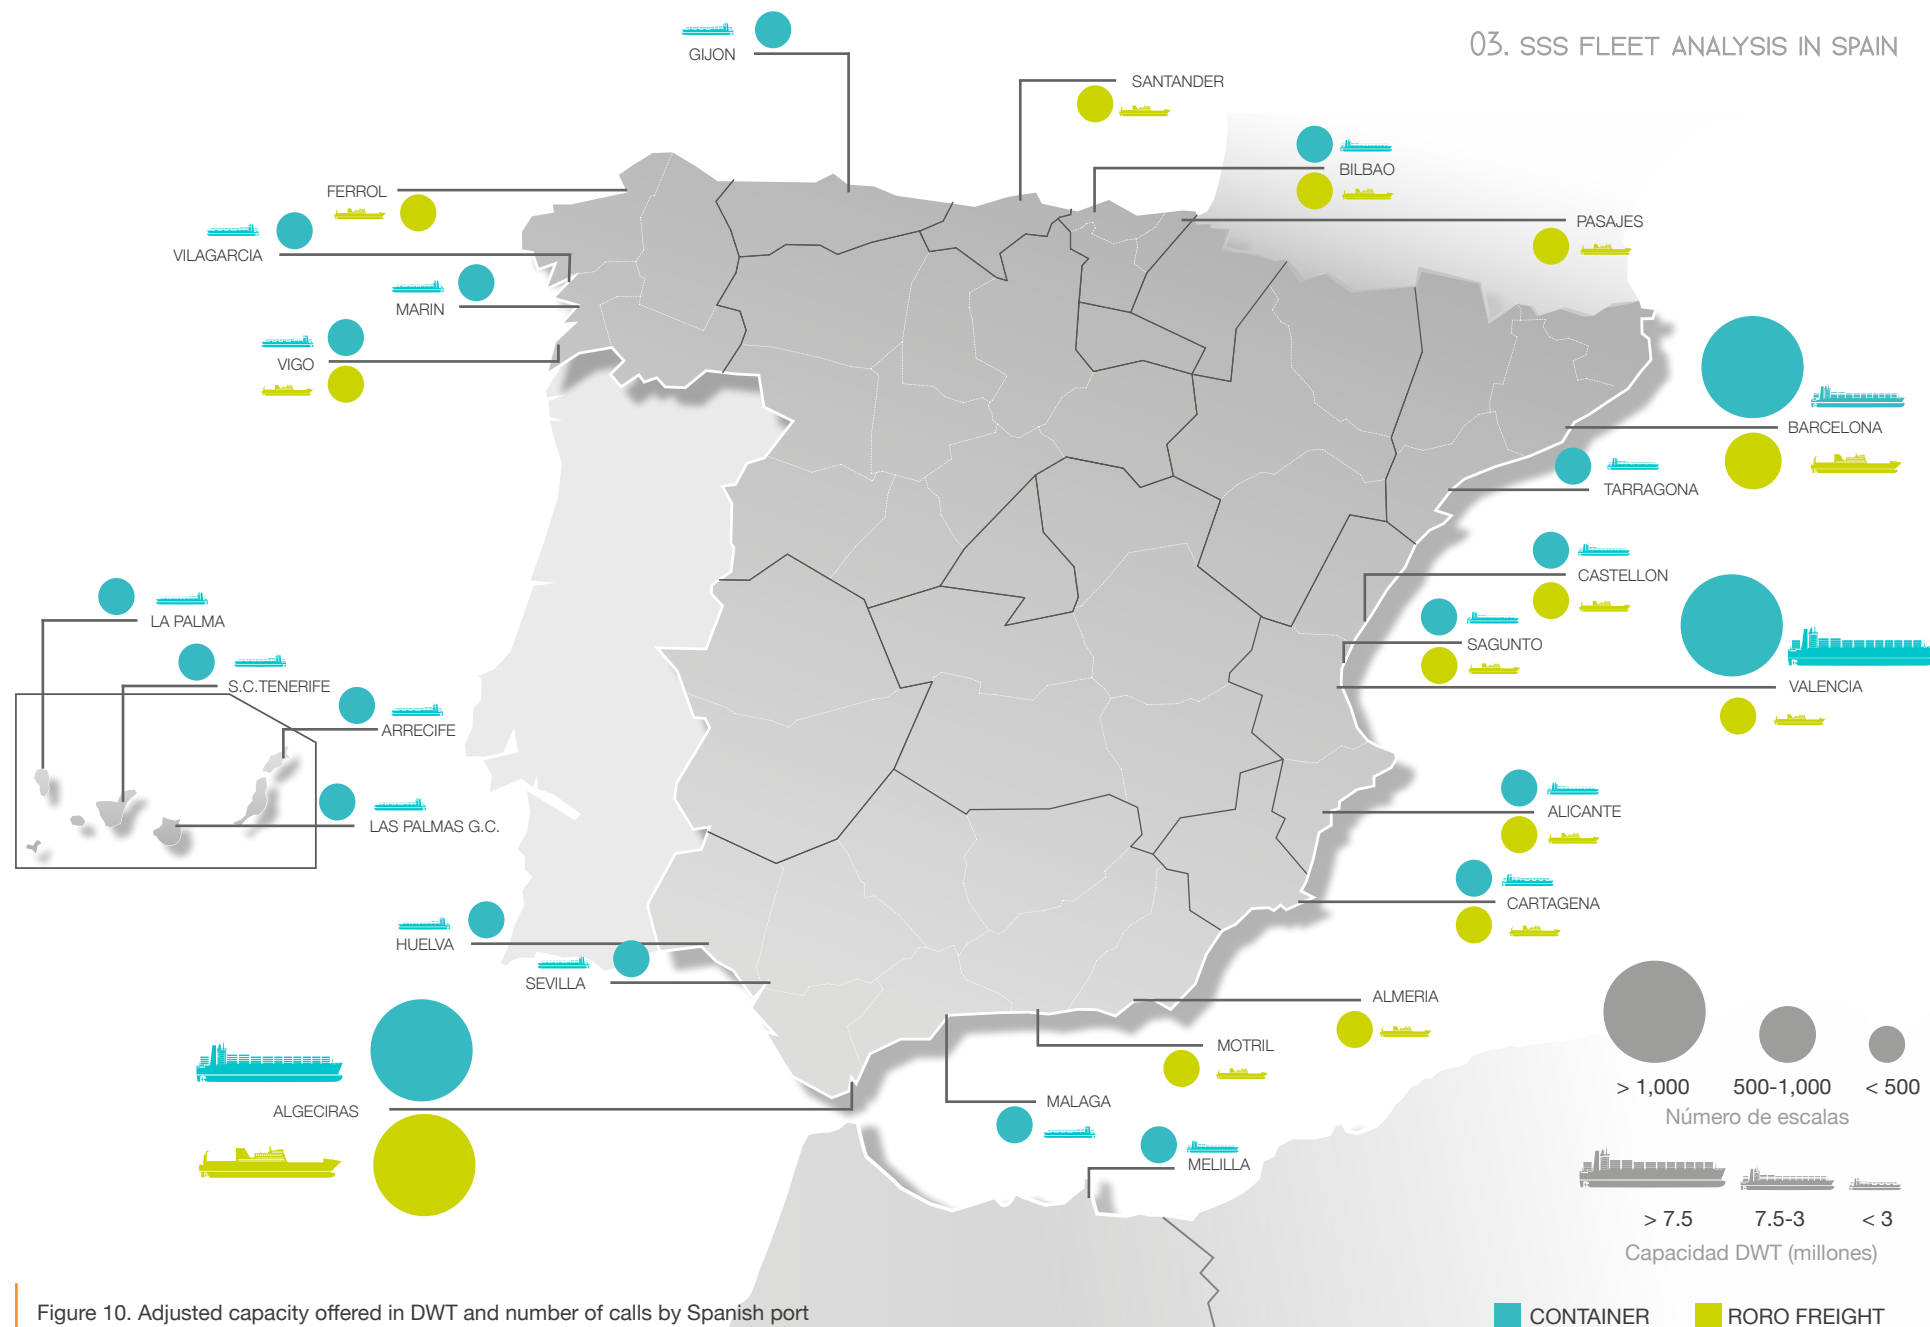 03. SSS FLEET ANALYSIS IN SPAIN
GIJON
SANTANDER
BILBAO
FERROL
PASAJES
VILAGARCIA
MARIN
VIGO
BARCELONA
TARRAGONA
CASTELLON
LA PALMA
SAGUNTO
S.C.TENERIFE
VALENCIA
ARRECIFE
ALICANTE
LAS PALMAS G.C.
CARTAGENA
HUELVA
SEVILLA
ALMERIA
MOTRIL
MALAGA
ALGECIRAS
MELILLA
> 1,000 500-1,000 < 500
Número de escalas
> 7.5 7.5-3 < 3
Capacidad DWT (millones)
Figure 10. Adjusted capacity offered in DWT and number of calls by Spanish port
CONTAINER RORO FREIGHT